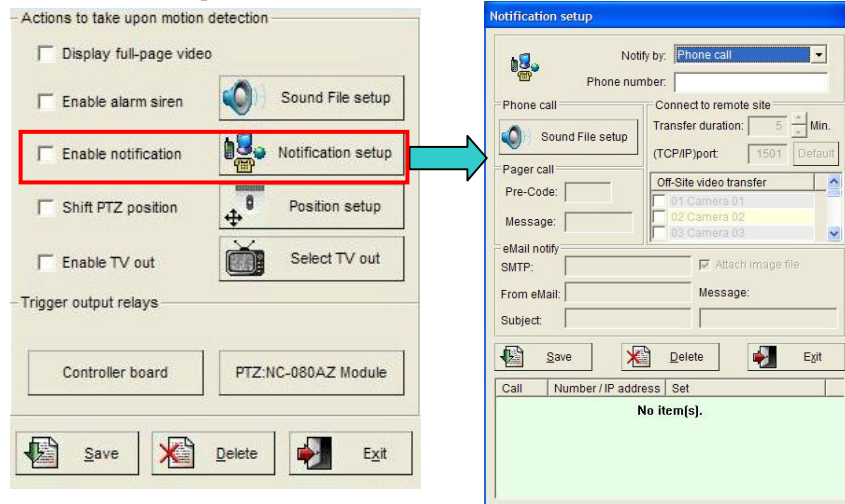 Actions to take upon motion detection
Display full-page video
Enable alarm siren
Sound File setup
Enable notification
Notification setup
Shift PTZ position
Position setup
Enable TV out
Select TV out
Trigger output relays
Controller board
PTZ:NC-080AZ Module
Save
Delete
Exit
Notification setup
Notify by: Phone call
Phone number:
Phone call
Sound File setup
Connect to remote site
Transfer duration: 5 Min.
(TCP/IP)port: 1501 Default
Pager call
Pre-Code:
Message:
Off-Site video transfer
01 Camera 01
02 Camera 02
03 Camera 03
eMail notify
SMTP:
Attach image file
From eMail:
Message:
Subject:
Save
Delete
Exit
Call Number / IP address Set
No item(s).